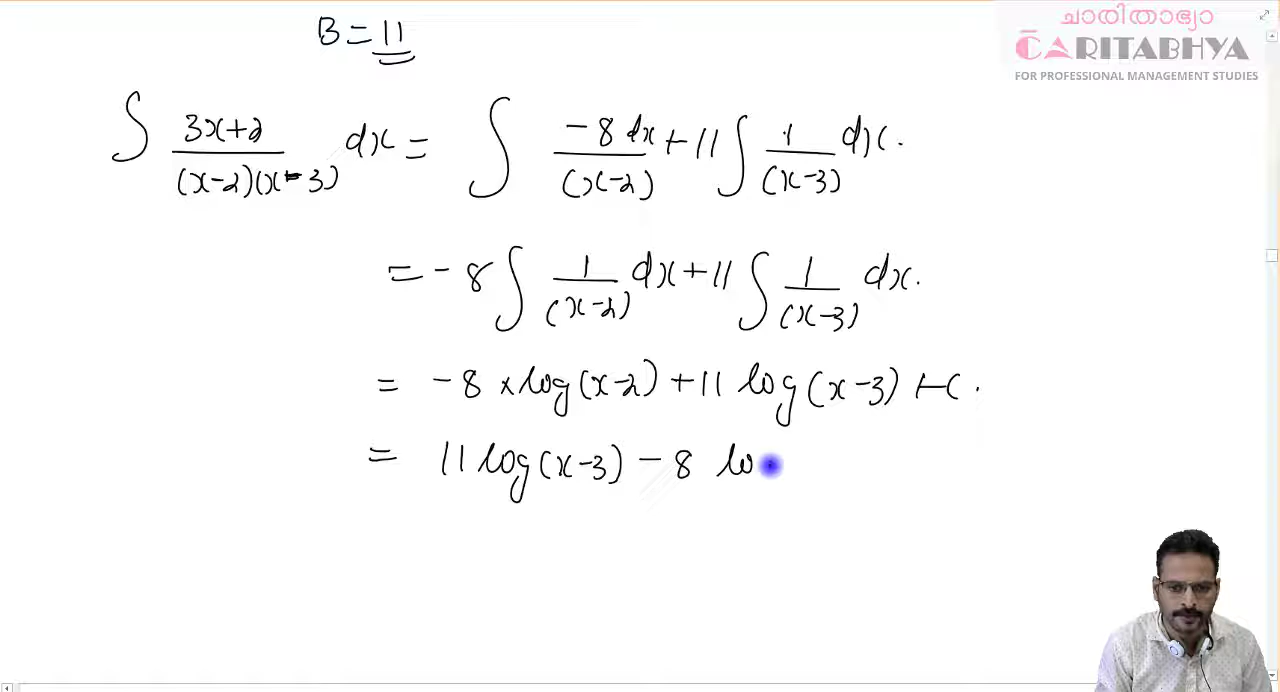 B = 11
ചാരിതാഭ്യാ
CARITABHYA
FOR PROFESSIONAL MANAGEMENT STUDIES
∫ 3x+2/(x-2)(x-3) dx = ∫ -8 dx/(x-2) + 11 ∫ 1/(x-3) dx.
= -8 ∫ 1/(x-2) dx + 11 ∫ 1/(x-3) dx.
= -8 × log(x-2) + 11 log(x-3) + C.
= 11 log(x-3) - 8 lo